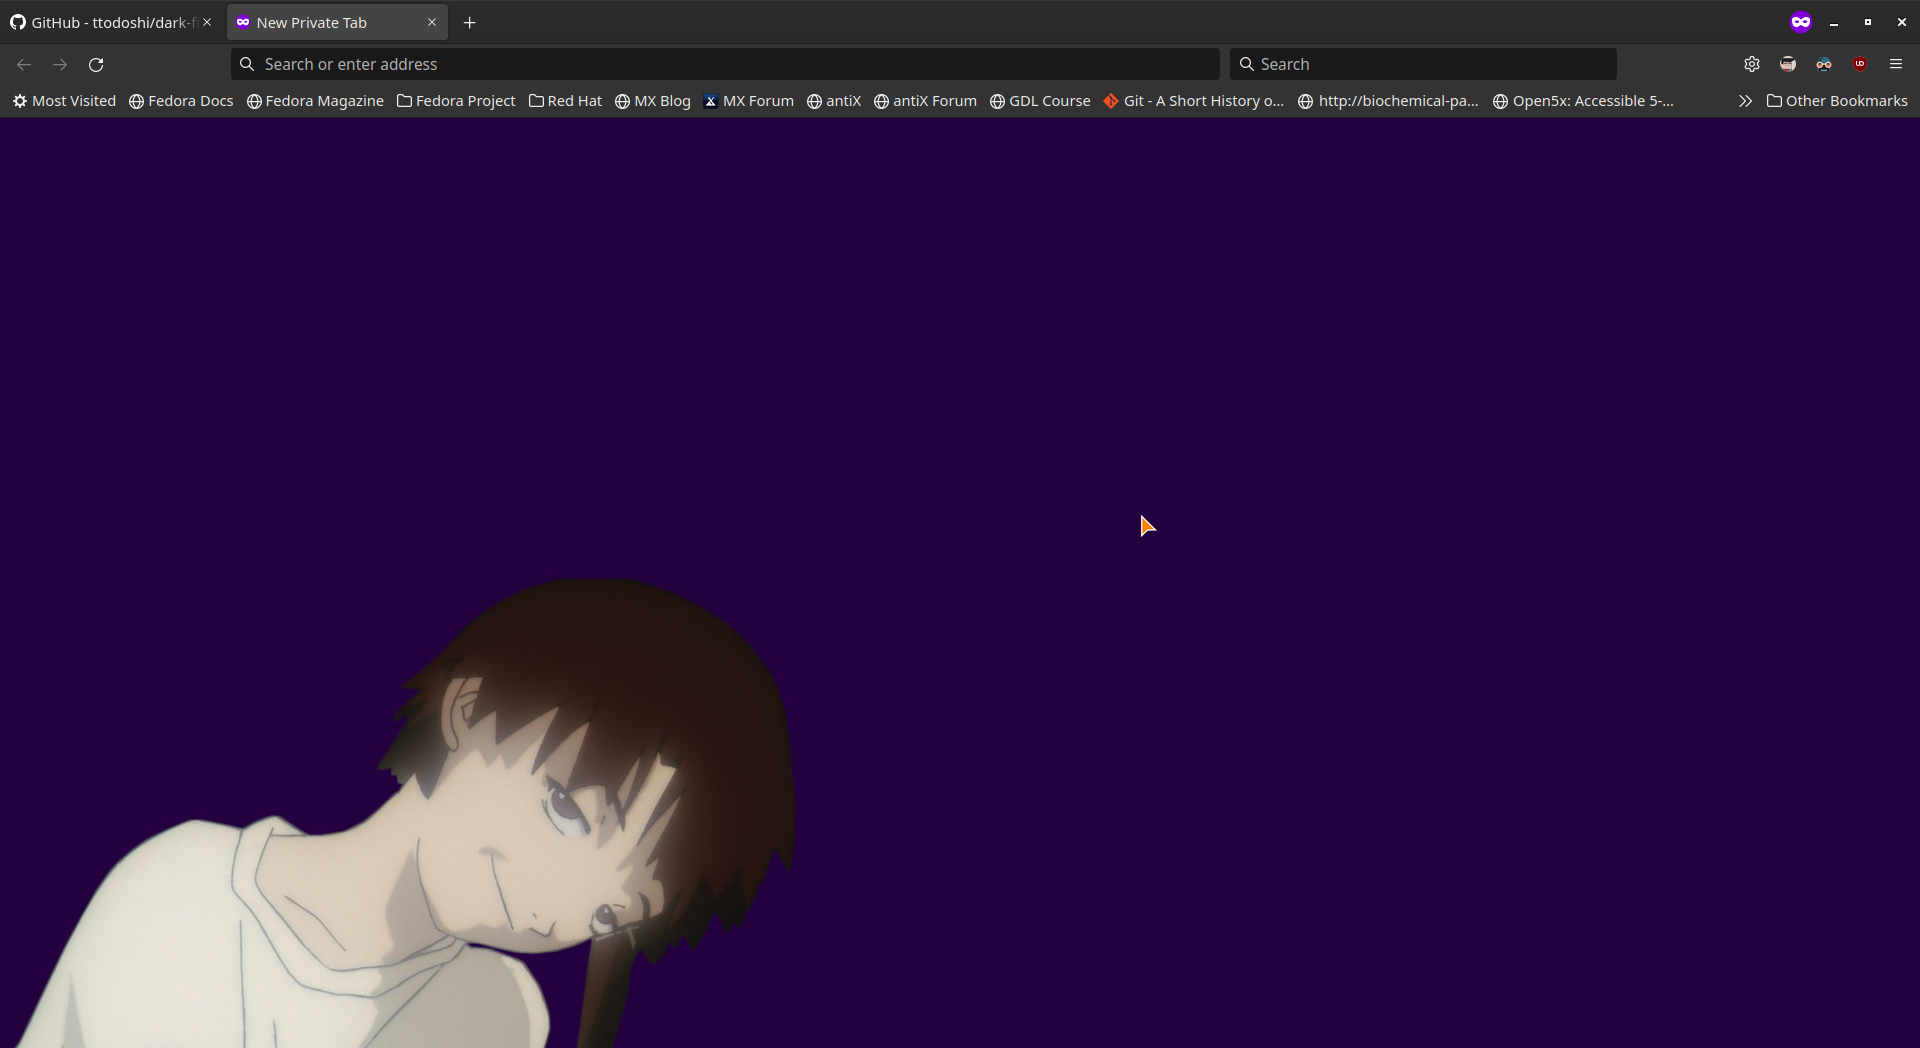 GitHub - ttodoshi/dark-fi
New Private Tab
Search or enter address
Search
Most Visited Fedora Docs Fedora Magazine Fedora Project Red Hat MX Blog MX Forum antiX antiX Forum GDL Course Git - A Short History o... http://biochemical-pa... Open5x: Accessible 5-... Other Bookmarks